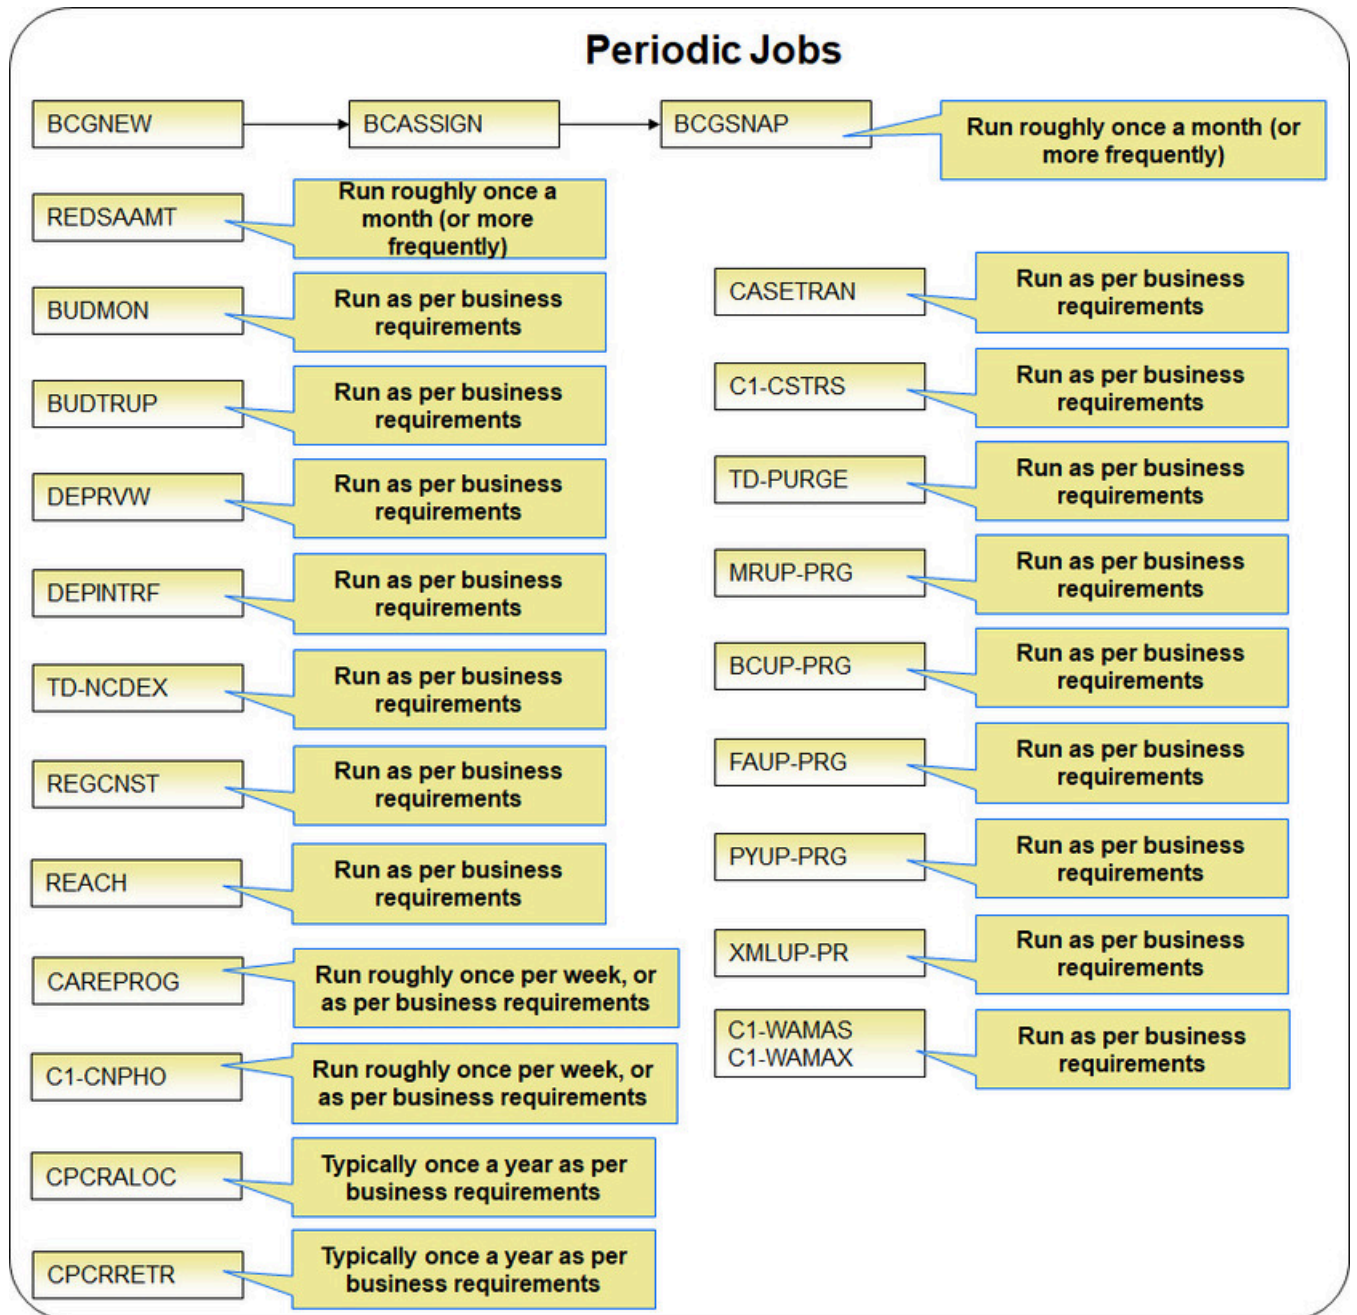 Periodic Jobs
BCGNEW
BCASSIGN
BCGSNAP
Run roughly once a month (or
more frequently)
REDSAAMT
Run roughly once a
month (or more
frequently)
BUDMON
Run as per business
requirements
BUDTRUP
Run as per business
requirements
DEPRVW
Run as per business
requirements
DEPINTRF
Run as per business
requirements
TD-NCDEX
Run as per business
requirements
REGCNST
Run as per business
requirements
REACH
Run as per business
requirements
CAREPROG
Run roughly once per week, or
as per business requirements
C1-CNPHO
Run roughly once per week, or
as per business requirements
CPCRALOC
Typically once a year as per
business requirements
CPCRRETR
Typically once a year as per
business requirements
CASETRAN
Run as per business
requirements
C1-CSTRS
Run as per business
requirements
TD-PURGE
Run as per business
requirements
MRUP-PRG
Run as per business
requirements
BCUP-PRG
Run as per business
requirements
FAUP-PRG
Run as per business
requirements
PYUP-PRG
Run as per business
requirements
XMLUP-PR
Run as per business
requirements
C1-WAMAS
C1-WAMAX
Run as per business
requirements